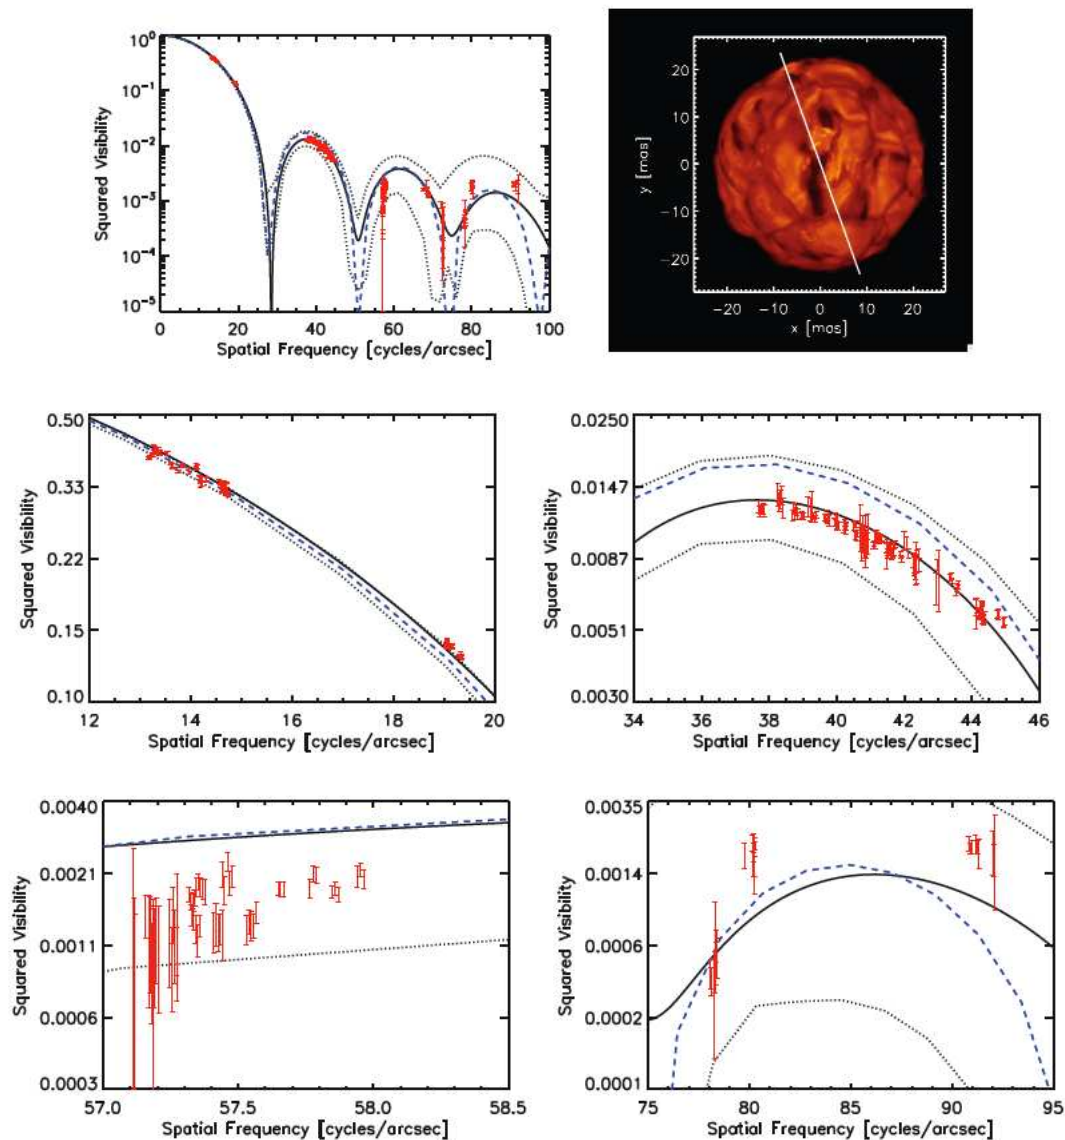 10⁰
10⁻¹
10⁻²
10⁻³
10⁻⁴
10⁻⁵
Squared Visibility
0 20 40 60 80 100
Spatial Frequency [cycles/arcsec]
20
10
0
−10
−20
y [mas]
−20 −10 0 10 20
x [mas]
0.50
0.33
0.22
0.15
0.10
Squared Visibility
12 14 16 18 20
Spatial Frequency [cycles/arcsec]
0.0250
0.0147
0.0087
0.0051
0.0030
Squared Visibility
34 36 38 40 42 44 46
Spatial Frequency [cycles/arcsec]
0.0040
0.0021
0.0011
0.0006
0.0003
Squared Visibility
57.0 57.5 58.0 58.5
Spatial Frequency [cycles/arcsec]
0.0035
0.0014
0.0006
0.0002
0.0001
Squared Visibility
75 80 85 90 95
Spatial Frequency [cycles/arcsec]